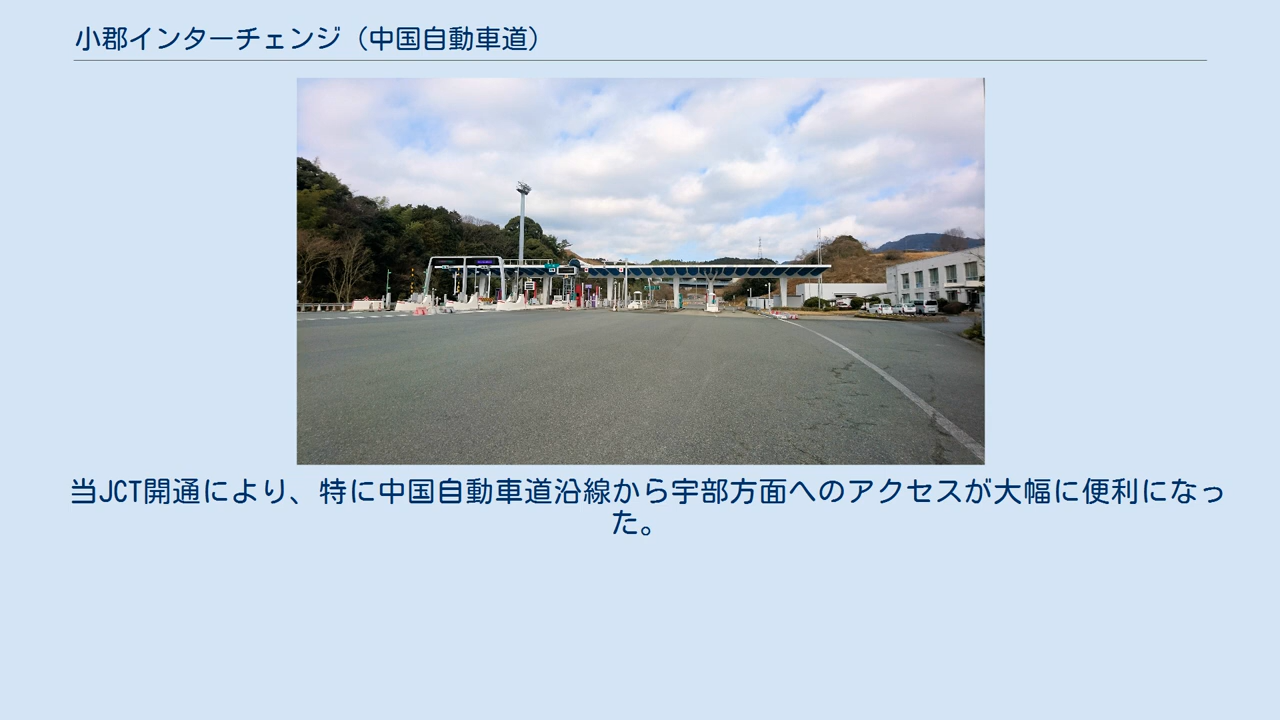 小郡インターチェンジ（中国自動車道）
当JCT開通により、特に中国自動車道沿線から宇部方面へのアクセスが大幅に便利になっ
た。